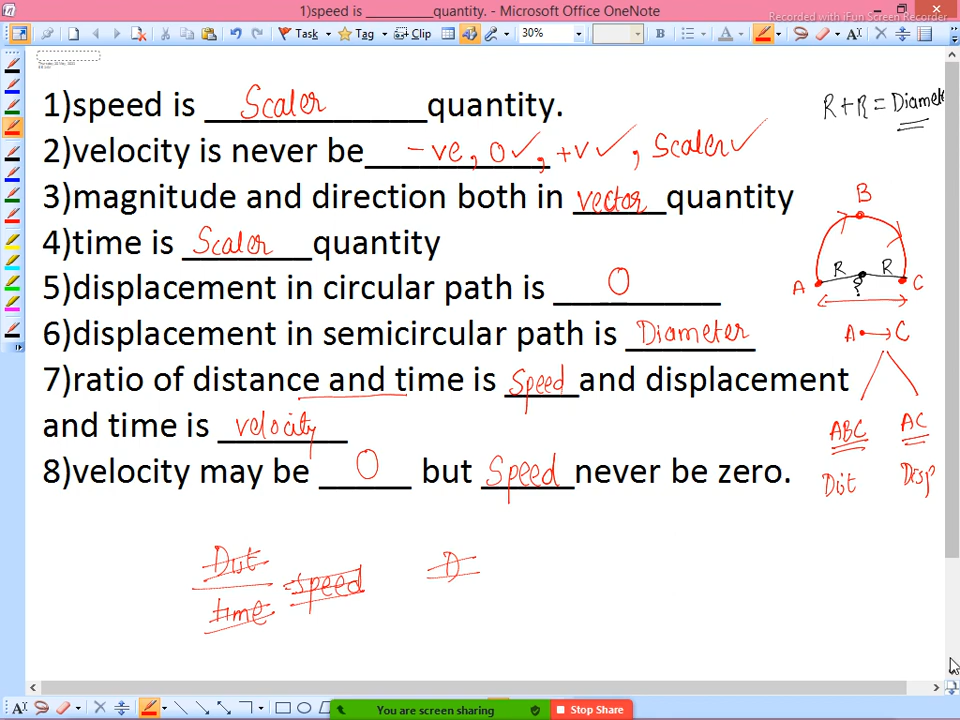 1)speed is ________quantity. - Microsoft Office OneNote
Recorded with iFun Screen Recorder
Task Tag Clip 30% B A
1)speed is Scaler quantity.
2)velocity is never be -ve, 0✓, +v✓, Scaler✓
3)magnitude and direction both in vector quantity
4)time is Scaler quantity
5)displacement in circular path is 0
6)displacement in semicircular path is Diameter
7)ratio of distance and time is Speed and displacement
and time is velocity
8)velocity may be 0 but Speed never be zero.
Dist
time
speed
D
R+R = Diamete
B
R R
A C
?
A → C
ABC AC
Dist Disp
You are screen sharing Stop Share